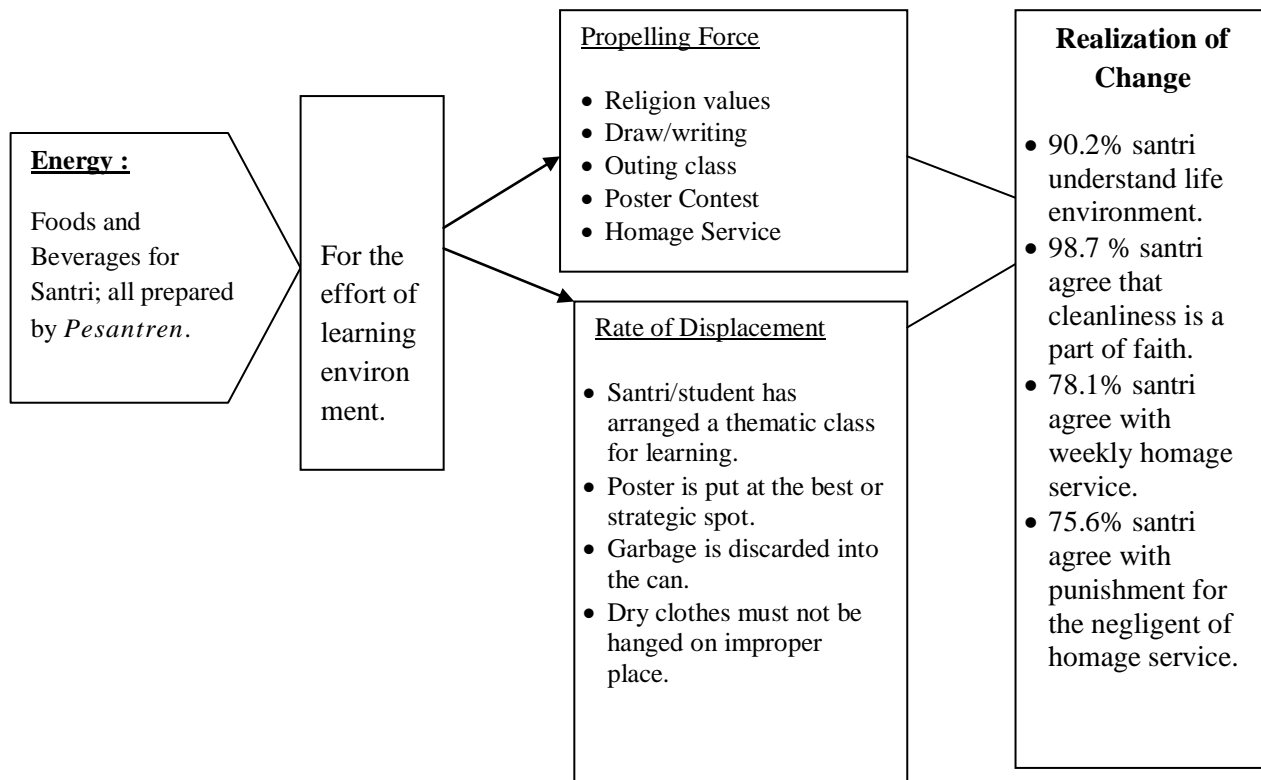 Energy :
Foods and
Beverages for
Santri; all prepared
by Pesantren.
For the
effort of
learning
environ
ment.
Propelling Force
• Religion values
• Draw/writing
• Outing class
• Poster Contest
• Homage Service
Rate of Displacement
• Santri/student has
arranged a thematic class
for learning.
• Poster is put at the best or
strategic spot.
• Garbage is discarded into
the can.
• Dry clothes must not be
hanged on improper
place.
Realization of
Change
• 90.2% santri
understand life
environment.
• 98.7 % santri
agree that
cleanliness is a
part of faith.
• 78.1% santri
agree with
weekly homage
service.
• 75.6% santri
agree with
punishment for
the negligent of
homage service.